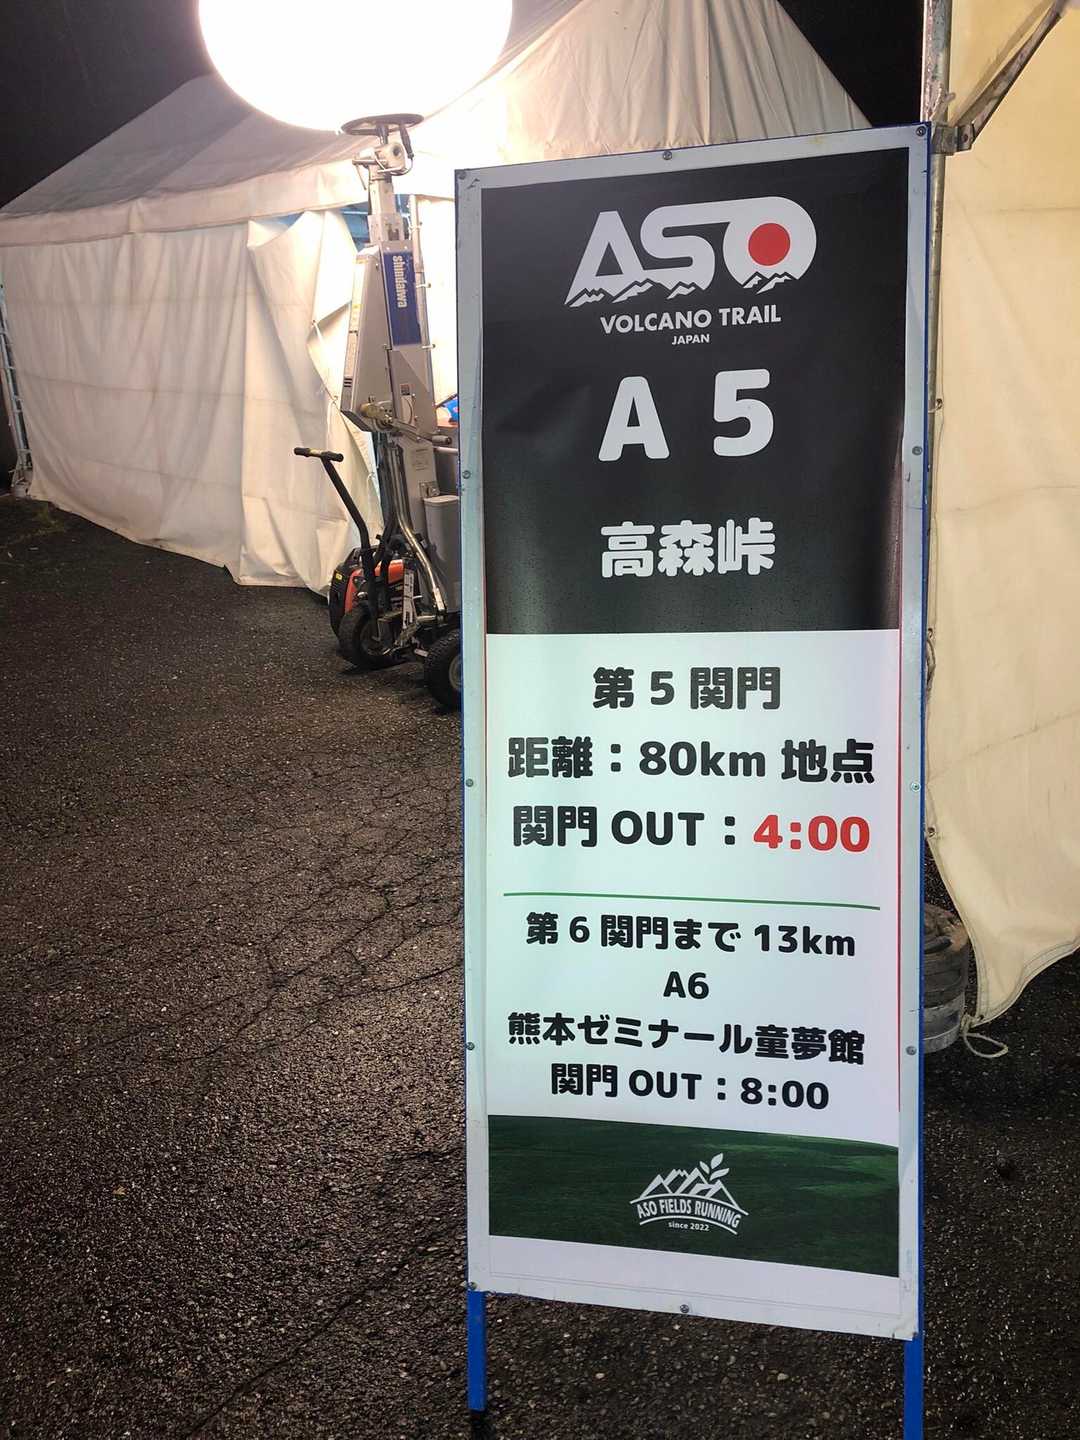 shindaiwa
ASO
VOLCANO TRAIL
JAPAN
A 5
高森峠
第5関門
距離：80km 地点
関門 OUT：4:00
第6関門まで 13km
A6
熊本ゼミナール童夢館
関門 OUT：8:00
ASO FIELDS RUNNING
since 2022